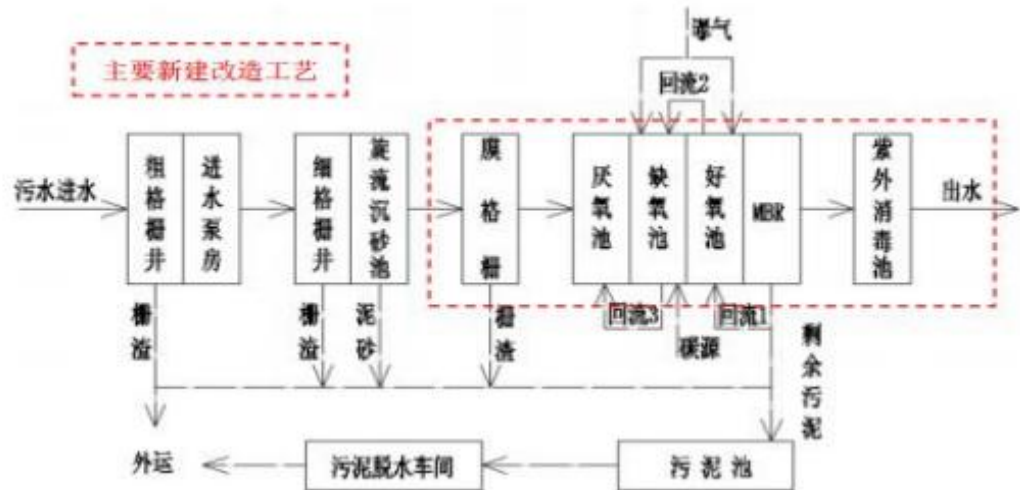 曝气
主要新建改造工艺
回流2
污水进水
粗格栅井
进水泵房
细格栅井
旋流沉砂池
膜格栅
厌氧池
缺氧池
好氧池
MBR
紫外消毒池
出水
栅渣
栅渣
泥砂
栅渣
回流3
碳源
回流1
剩余污泥
外运
污泥脱水车间
污泥池